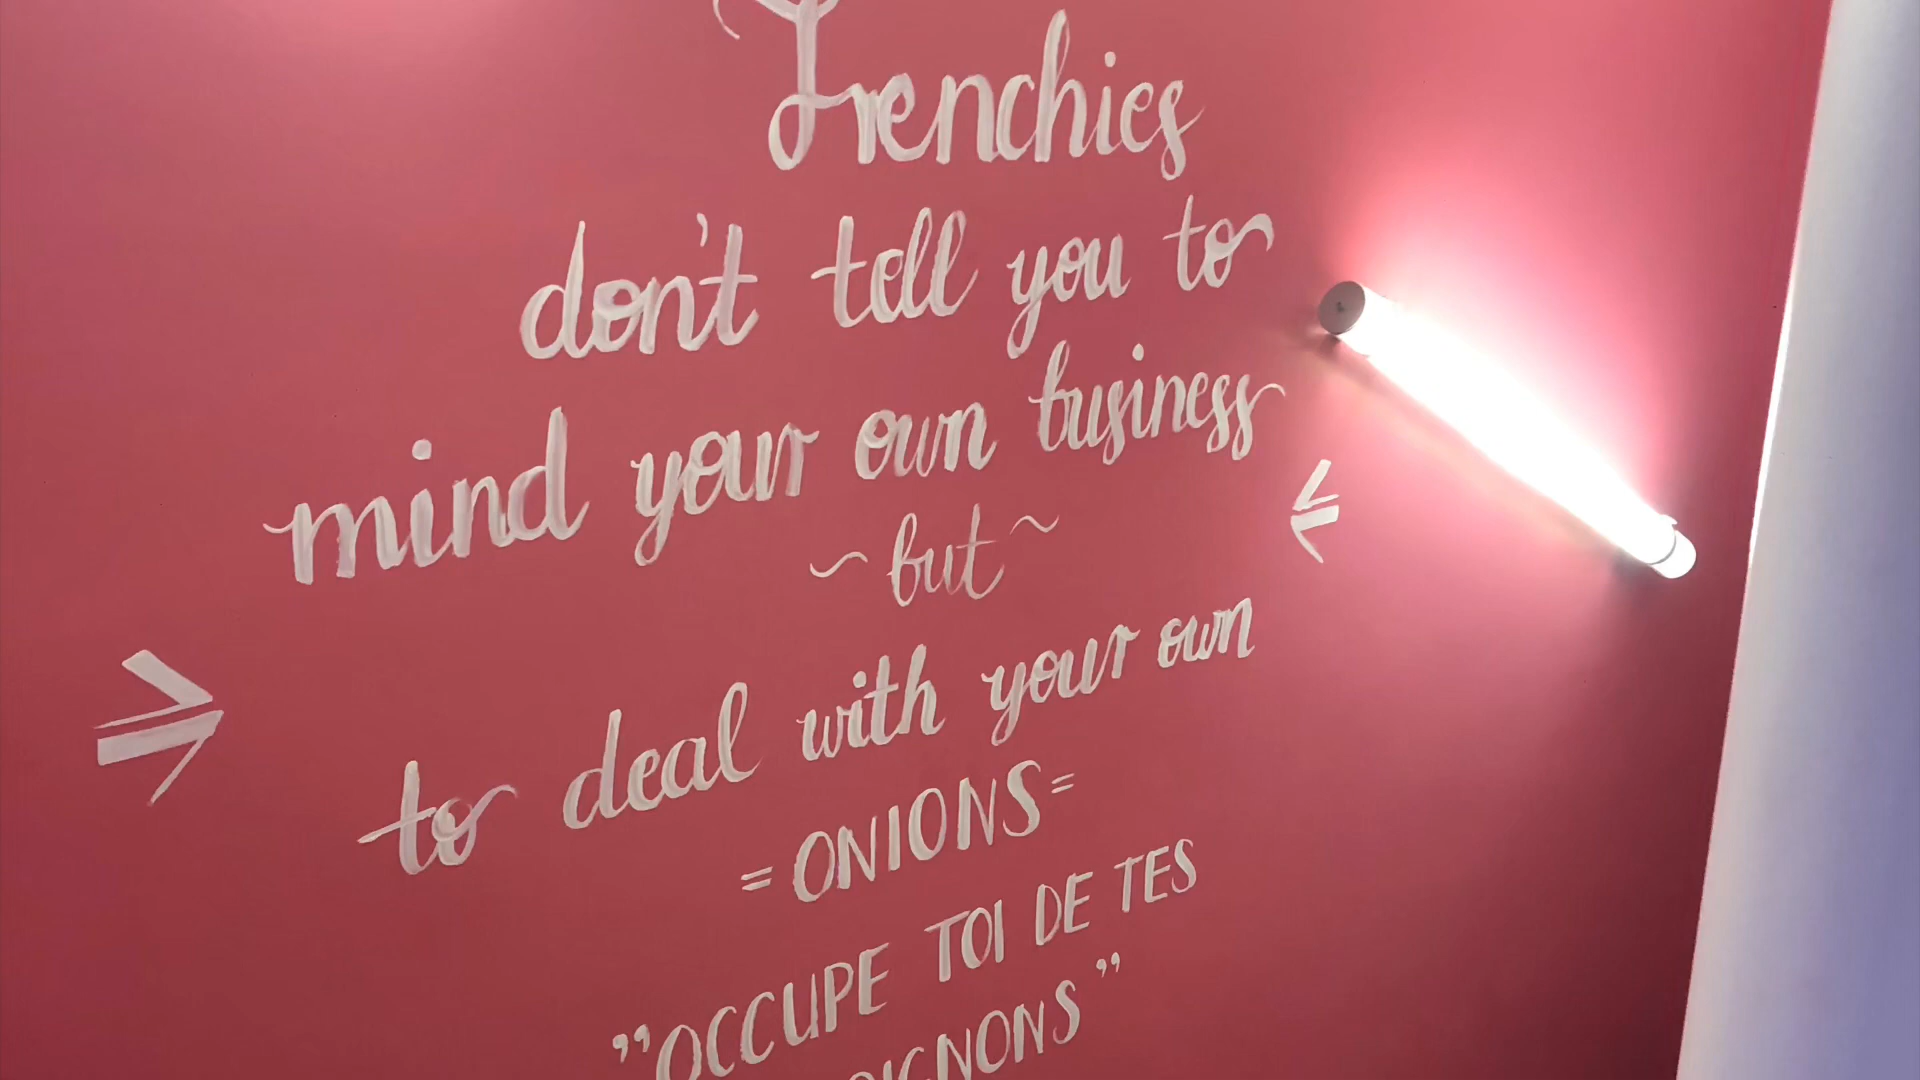 Frenchies
don't tell you to
mind your own business
~ but ~
to deal with your own
= ONIONS =
"OCCUPE TOI DE TES
OIGNONS"